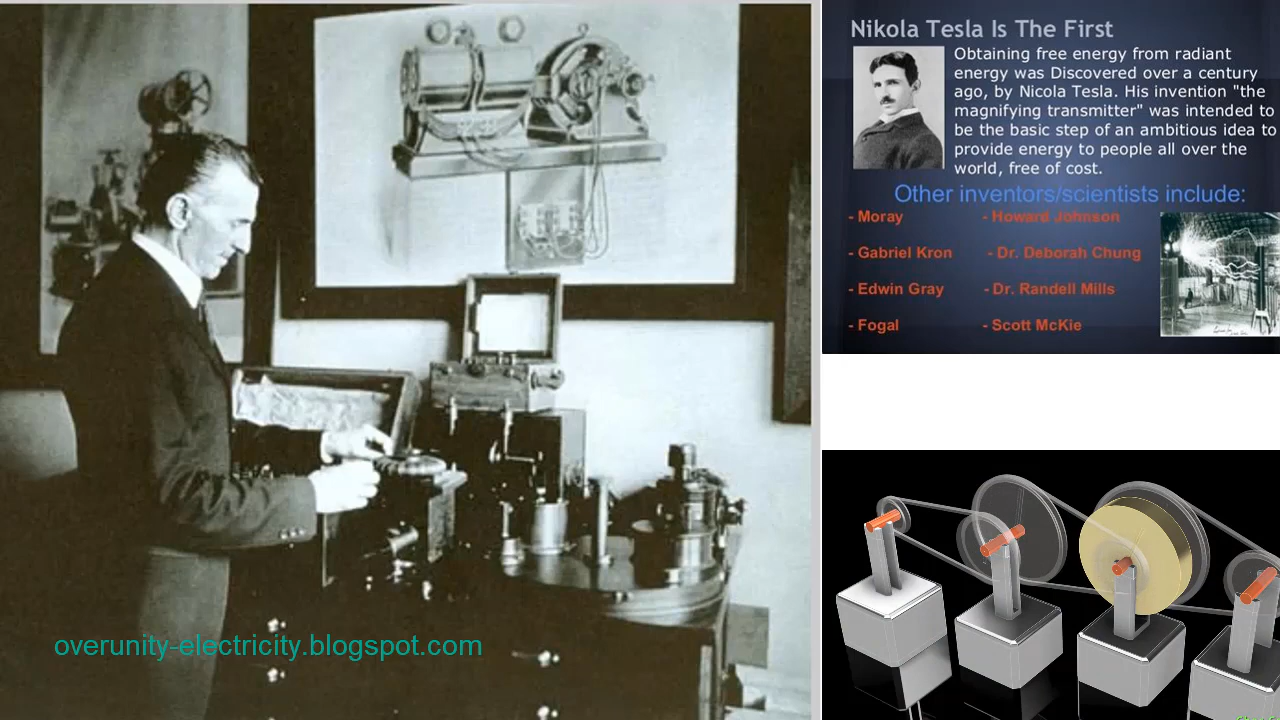 Nikola Tesla Is The First
Obtaining free energy from radiant
energy was Discovered over a century
ago, by Nicola Tesla. His invention "the
magnifying transmitter" was intended to
be the basic step of an ambitious idea to
provide energy to people all over the
world, free of cost.
Other inventors/scientists include:
- Moray - Howard Johnson
- Gabriel Kron - Dr. Deborah Chung
- Edwin Gray - Dr. Randell Mills
- Fogal - Scott McKie
overunity-electricity.blogspot.com